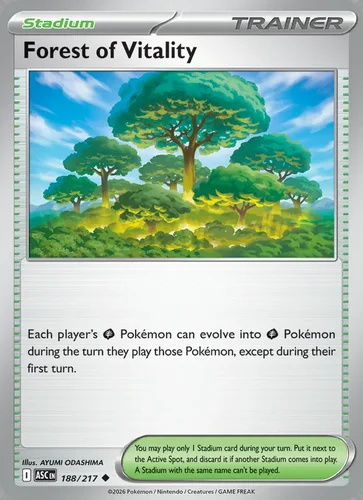 Stadium
TRAINER
Forest of Vitality
Each player's Pokémon can evolve into Pokémon
during the turn they play those Pokémon, except during their
first turn.
Illus. AYUMI ODASHIMA
I ASC EN 188/217 ◆
You may play only 1 Stadium card during your turn. Put it next to
the Active Spot, and discard it if another Stadium comes into play.
A Stadium with the same name can't be played.
©2026 Pokémon / Nintendo / Creatures / GAME FREAK